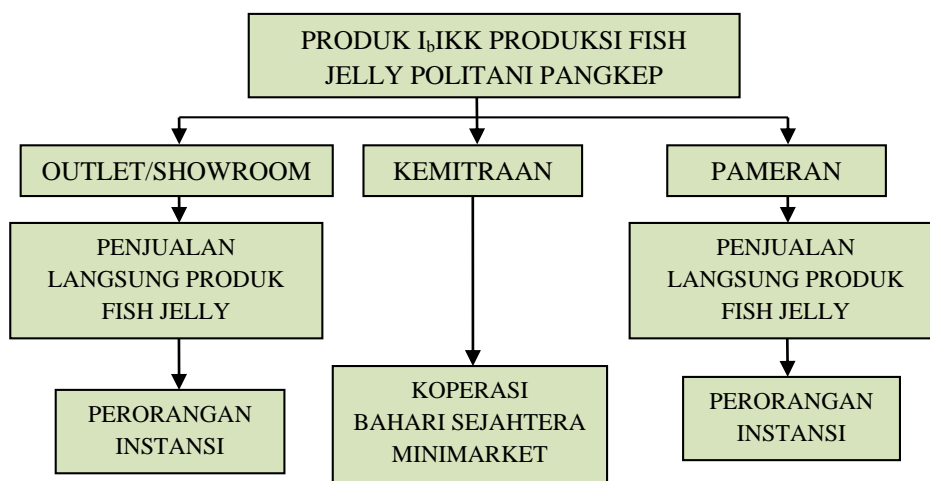 PRODUK IbIKK PRODUKSI FISH
JELLY POLITANI PANGKEP
OUTLET/SHOWROOM
KEMITRAAN
PAMERAN
PENJUALAN
LANGSUNG PRODUK
FISH JELLY
PENJUALAN
LANGSUNG PRODUK
FISH JELLY
PERORANGAN
INSTANSI
KOPERASI
BAHARI SEJAHTERA
MINIMARKET
PERORANGAN
INSTANSI